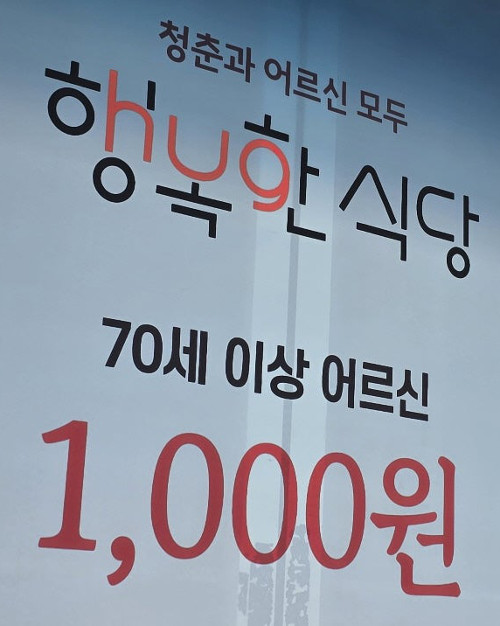 청춘과 어르신 모두
행복한 식당
70세 이상 어르신
1,000원